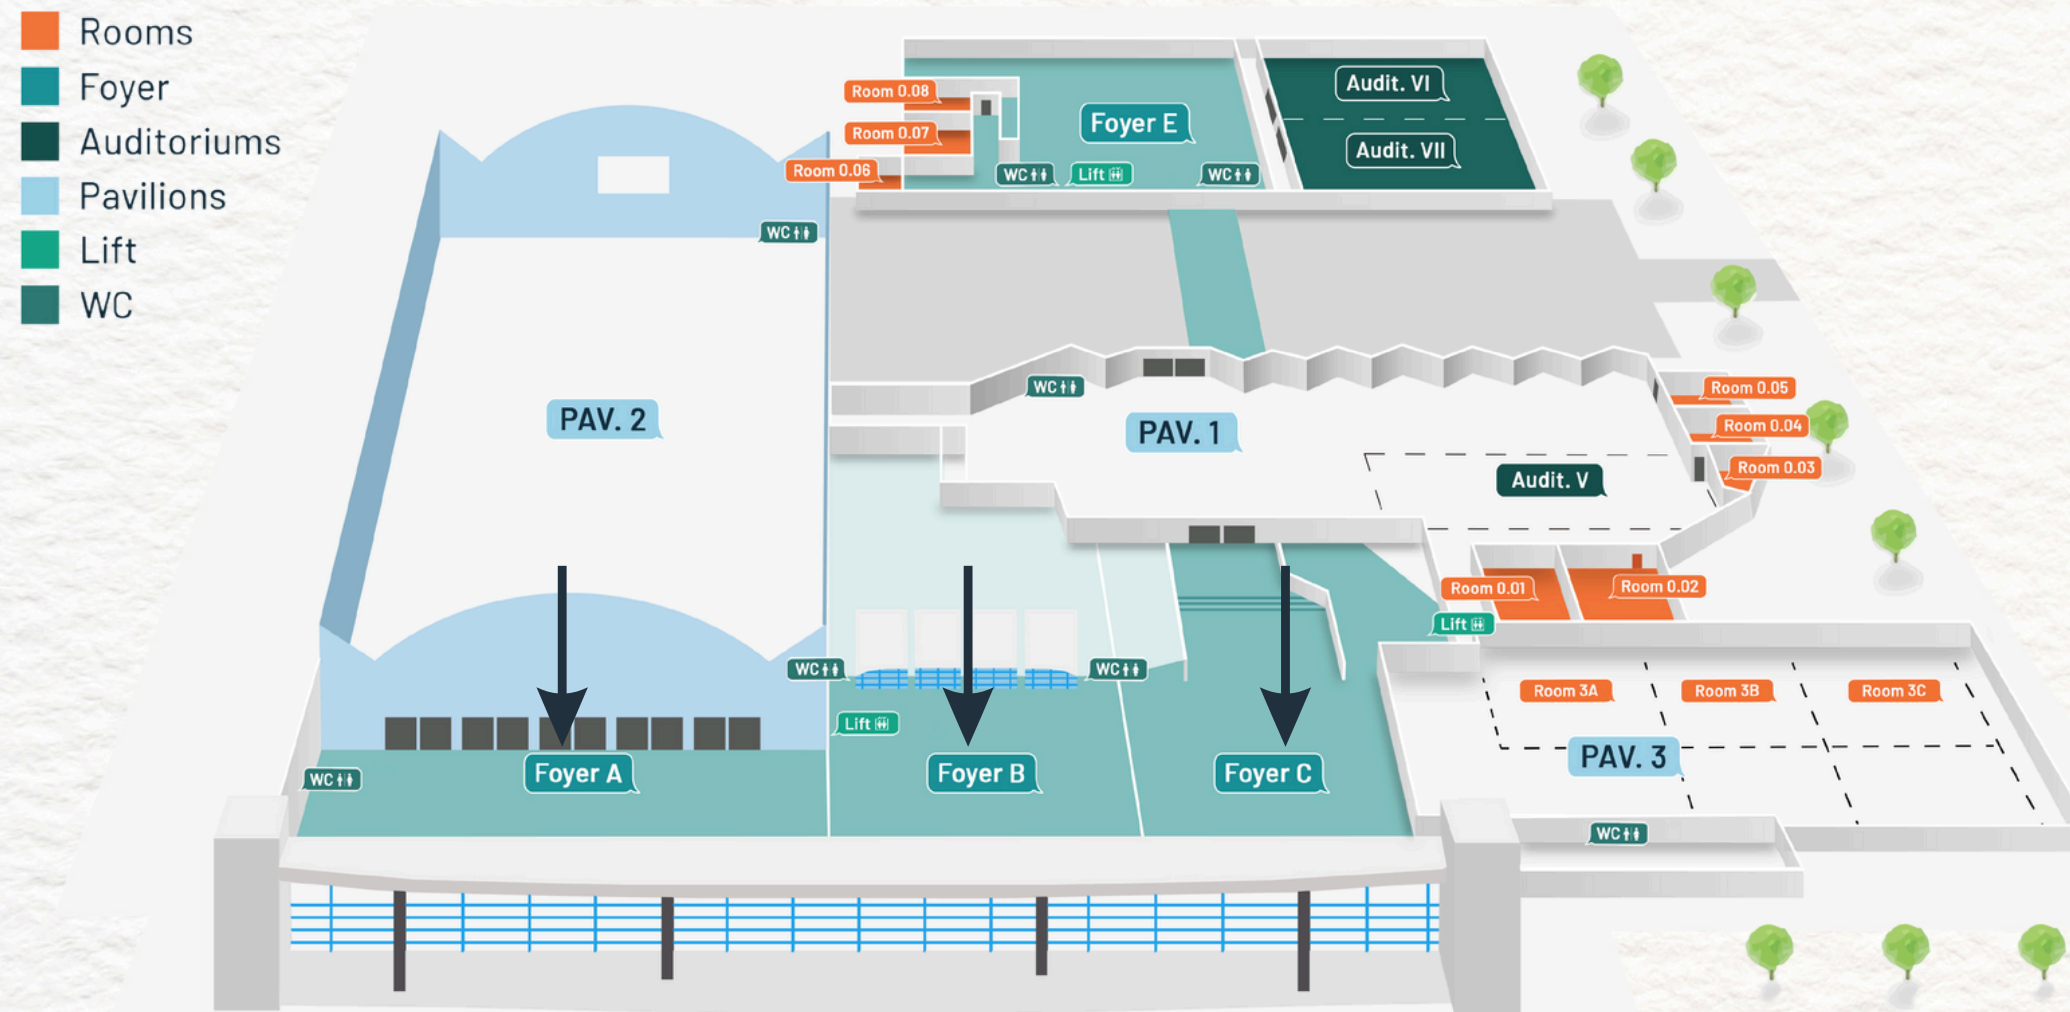 Rooms
Foyer
Auditoriums
Pavilions
Lift
WC
Room 0.08
Room 0.07
Room 0.06
Foyer E
Audit. VI
Audit. VII
WC
Lift
WC
WC
PAV. 2
WC
PAV. 1
Audit. V
Room 0.05
Room 0.04
Room 0.03
Room 0.01
Room 0.02
Lift
WC
WC
Lift
Room 3A
Room 3B
Room 3C
PAV. 3
WC
Foyer A
Foyer B
Foyer C
WC